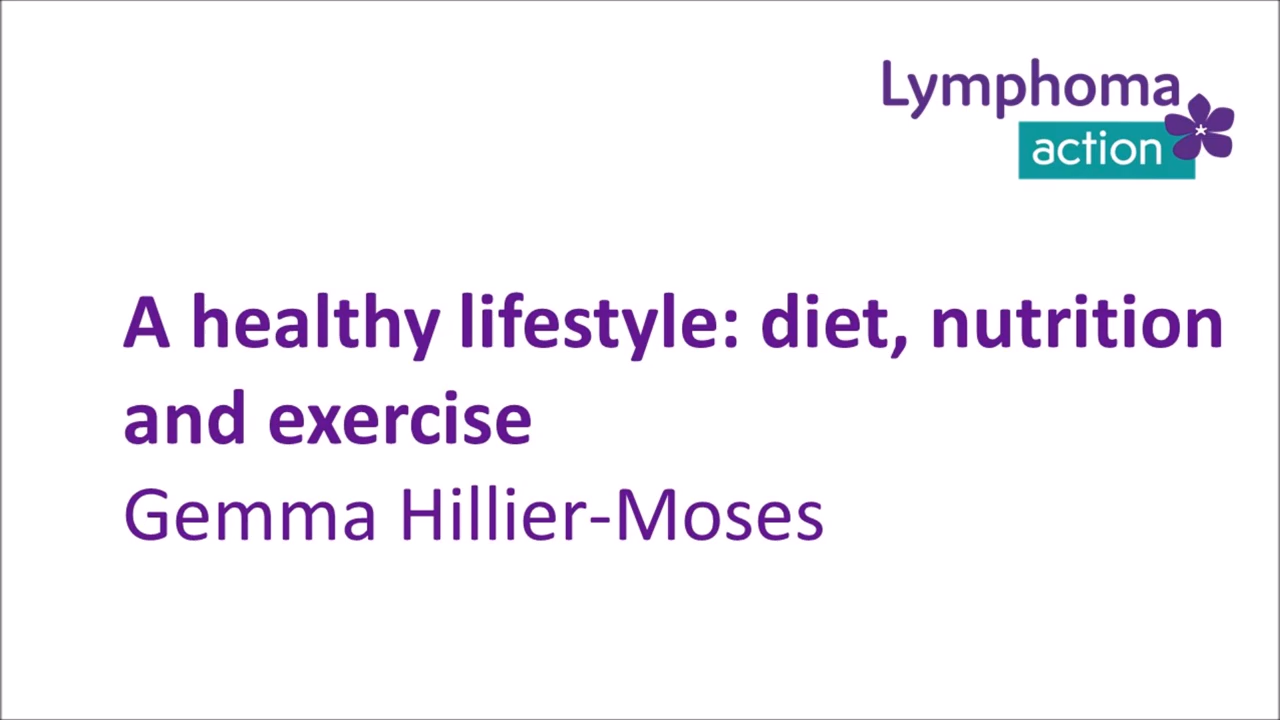 Lymphoma
action
A healthy lifestyle: diet, nutrition
and exercise
Gemma Hillier-Moses